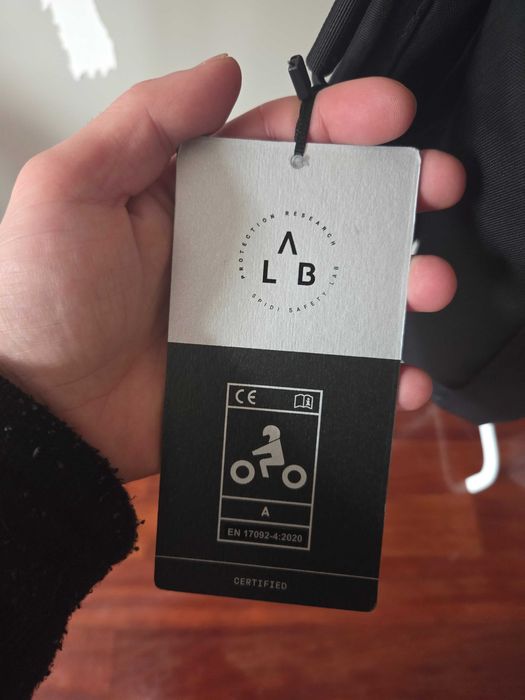 PROTECTION RESEARCH
A
L B
SPIDI SAFETY LAB
CE
A
EN 17092-4:2020
CERTIFIED